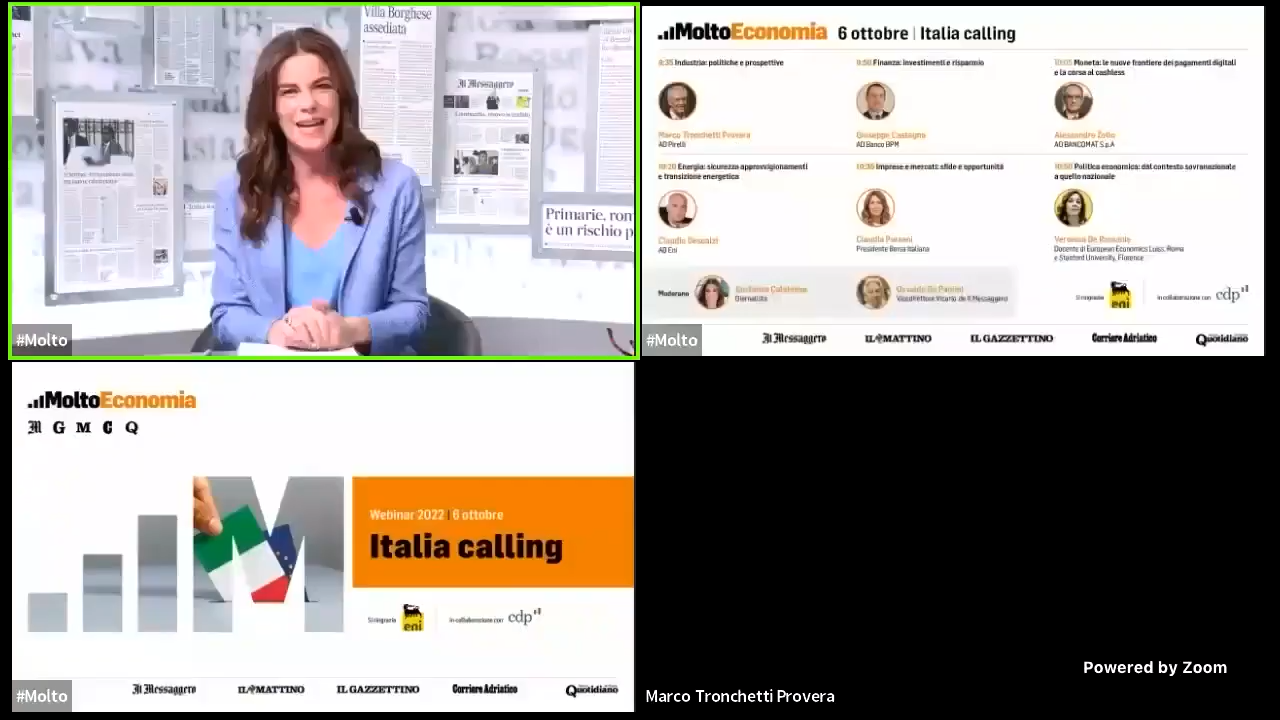 Villa Borghese
assediata
Il Messaggero
Primarie, ron
è un rischio p
#Molto
MoltoEconomia 6 ottobre | Italia calling
9:35 Industria: politiche e prospettive
Marco Tronchetti Provera
AD Pirelli
9:50 Finanza: investimenti e risparmio
Giuseppe Castagna
AD Banco BPM
10:05 Moneta: le nuove frontiere dei pagamenti digitali
e la corsa al cashless
Alessandro Zollo
AD BANCOMAT S.p.A
10:20 Energia: sicurezza approvvigionamenti
e transizione energetica
Claudio Descalzi
AD Eni
10:35 Imprese e mercati: sfide e opportunità
Claudia Parzani
Presidente Borsa Italiana
10:50 Politica economica: dal contesto sovranazionale
a quello nazionale
Veronica De Romanis
Docente di European Economics Luiss, Roma
e Stanford University, Florence
Moderano
Giornalista
Osvaldo De Paolini
Vicedirettore Vicario de Il Messaggero
Si ringrazia
eni
in collaborazione con
edp
#Molto
Il Messaggero
IL MATTINO
IL GAZZETTINO
Corriere Adriatico
Quotidiano
MoltoEconomia
M G M C Q
M
Webinar 2022 | 6 ottobre
Italia calling
Si ringrazia
eni
in collaborazione con
edp
#Molto
Il Messaggero
IL MATTINO
IL GAZZETTINO
Corriere Adriatico
Quotidiano
Powered by Zoom
Marco Tronchetti Provera